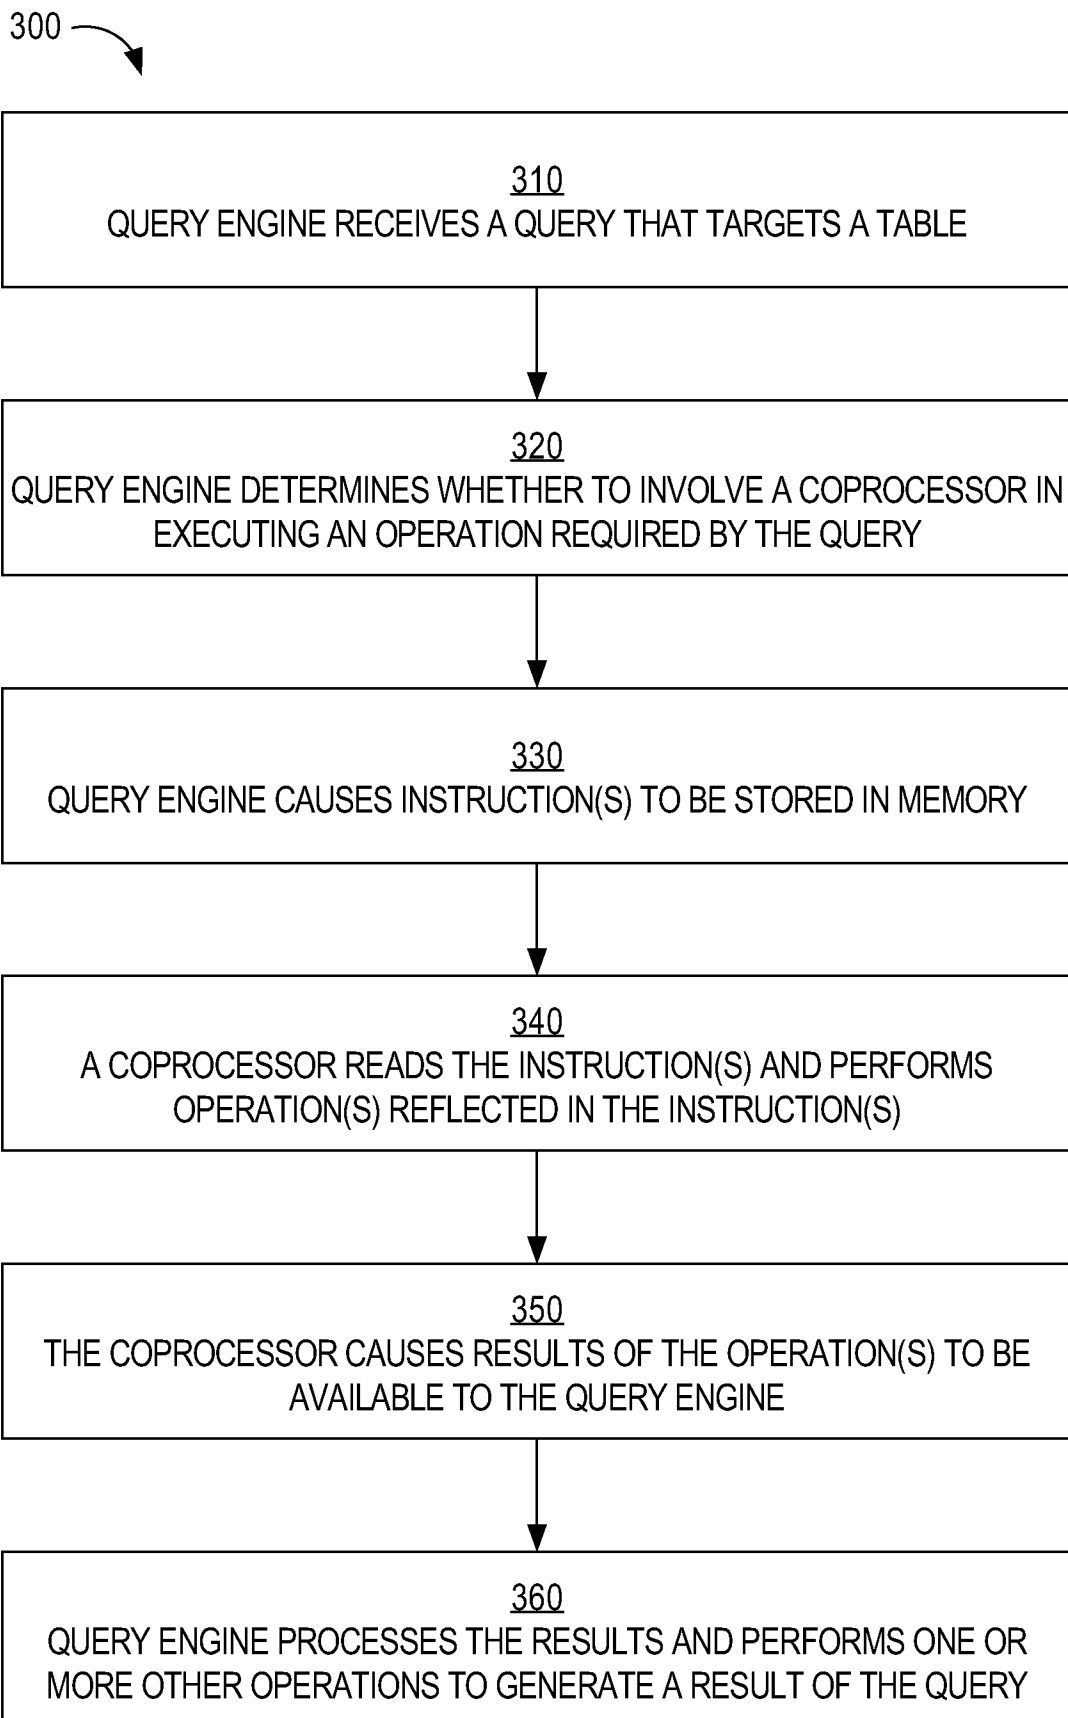 300
310
QUERY ENGINE RECEIVES A QUERY THAT TARGETS A TABLE
320
QUERY ENGINE DETERMINES WHETHER TO INVOLVE A COPROCESSOR IN
EXECUTING AN OPERATION REQUIRED BY THE QUERY
330
QUERY ENGINE CAUSES INSTRUCTION(S) TO BE STORED IN MEMORY
340
A COPROCESSOR READS THE INSTRUCTION(S) AND PERFORMS
OPERATION(S) REFLECTED IN THE INSTRUCTION(S)
350
THE COPROCESSOR CAUSES RESULTS OF THE OPERATION(S) TO BE
AVAILABLE TO THE QUERY ENGINE
360
QUERY ENGINE PROCESSES THE RESULTS AND PERFORMS ONE OR
MORE OTHER OPERATIONS TO GENERATE A RESULT OF THE QUERY